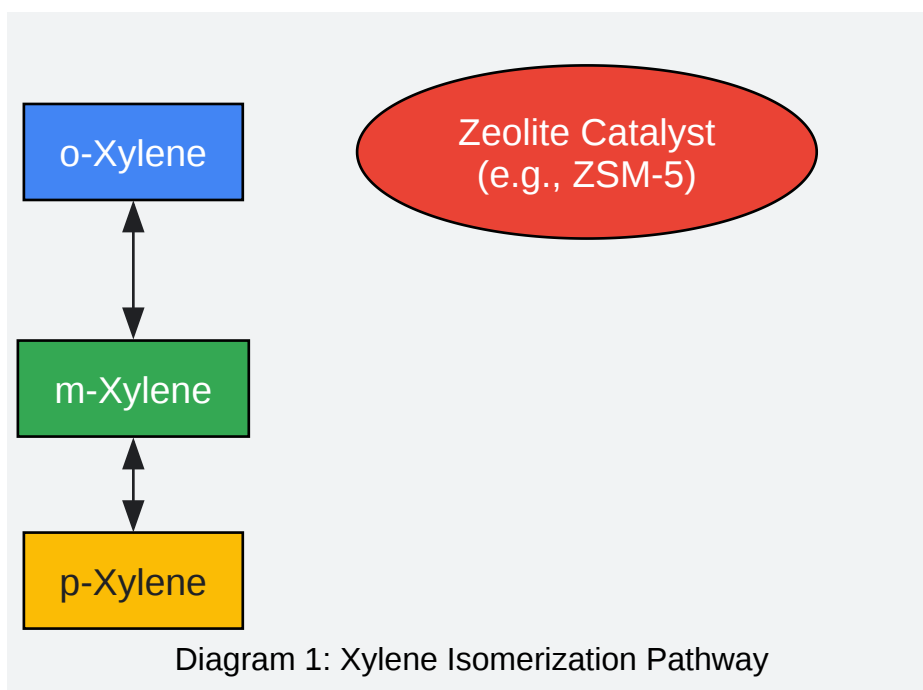 o-Xylene
Zeolite Catalyst
(e.g., ZSM-5)
m-Xylene
p-Xylene
Diagram 1: Xylene Isomerization Pathway